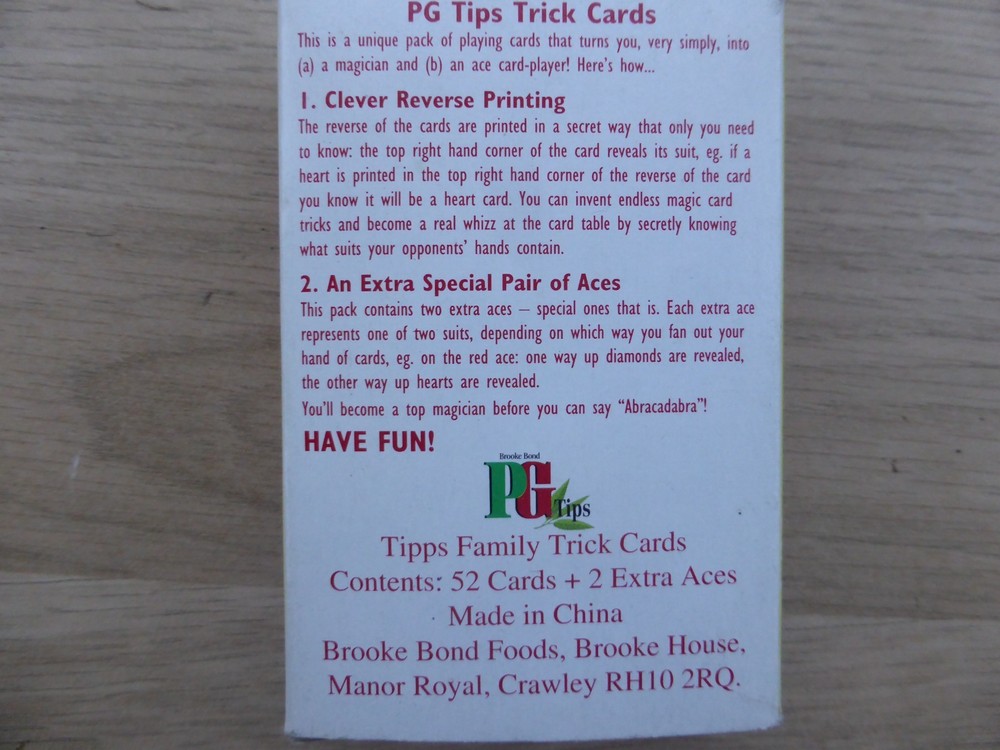 PG Tips Trick Cards
This is a unique pack of playing cards that turns you, very simply, into
(a) a magician and (b) an ace card-player! Here's how...
1. Clever Reverse Printing
The reverse of the cards are printed in a secret way that only you need
to know: the top right hand corner of the card reveals its suit, eg. if a
heart is printed in the top right hand corner of the reverse of the card
you know it will be a heart card. You can invent endless magic card
tricks and become a real whizz at the card table by secretly knowing
what suits your opponents' hands contain.
2. An Extra Special Pair of Aces
This pack contains two extra aces – special ones that is. Each extra ace
represents one of two suits, depending on which way you fan out your
hand of cards, eg. on the red ace: one way up diamonds are revealed,
the other way up hearts are revealed.
You'll become a top magician before you can say “Abracadabra”!
HAVE FUN!
Brooke Bond
PG Tips
Tipps Family Trick Cards
Contents: 52 Cards + 2 Extra Aces
Made in China
Brooke Bond Foods, Brooke House,
Manor Royal, Crawley RH10 2RQ.